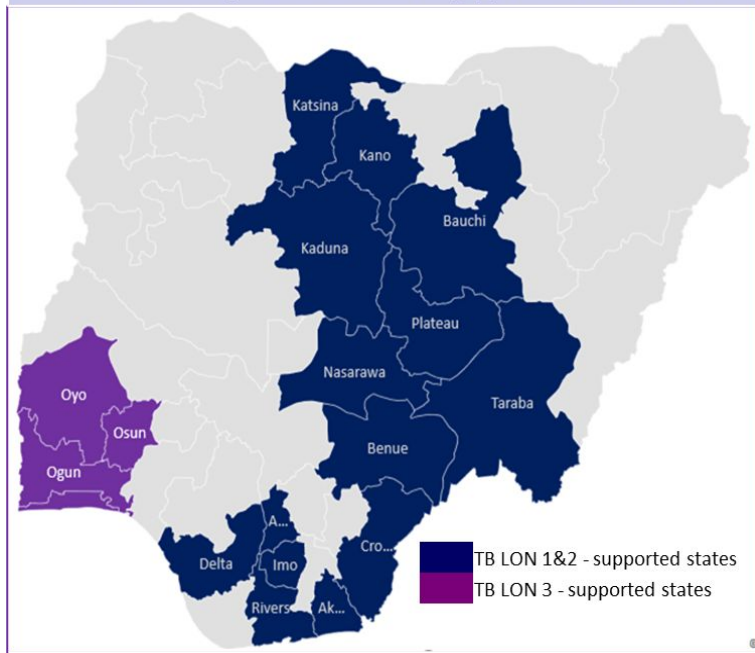 Katsina
Kano
Bauchi
Kaduna
Plateau
Nasarawa
Taraba
Oyo
Osun
Benue
Ogun
A...
Delta
Imo
Cro...
Rivers
Ak...
TB LON 1&2 - supported states
TB LON 3 - supported states